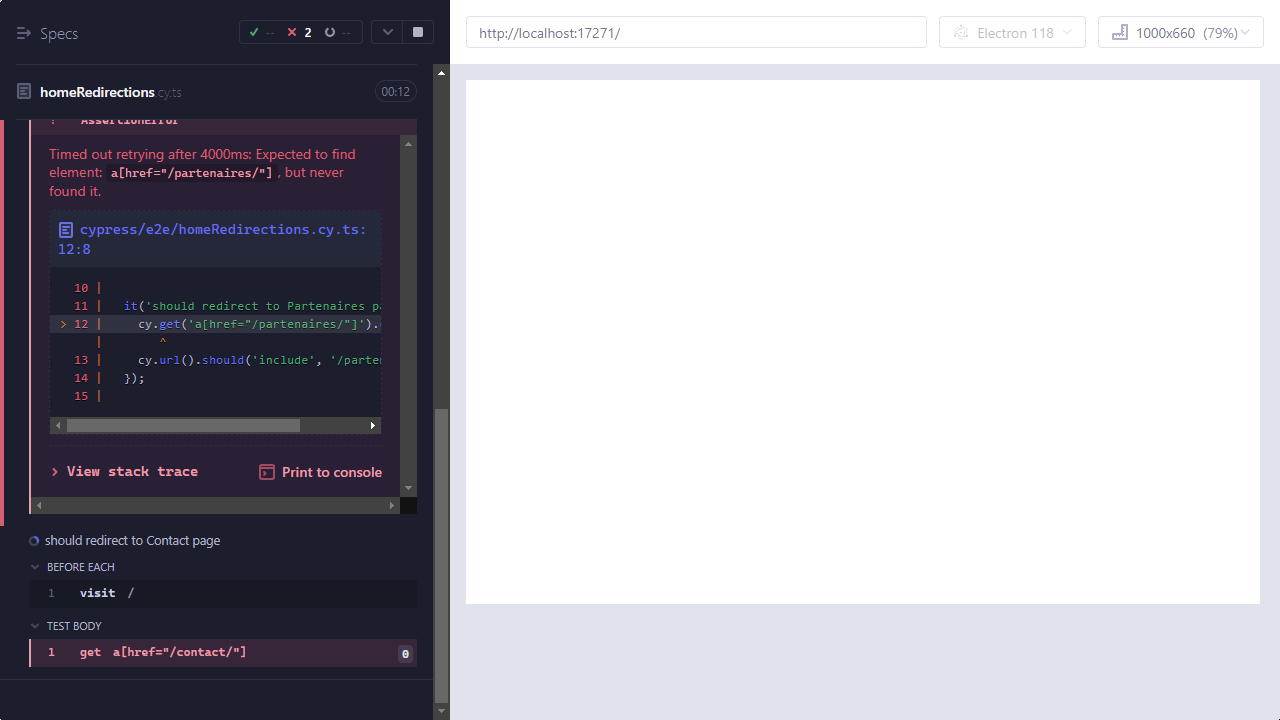 Specs
-- 2 --
homeRedirections.cy.ts
00:12
! AssertionError
Timed out retrying after 4000ms: Expected to find
element: a[href="/partenaires/"], but never
found it.
cypress/e2e/homeRedirections.cy.ts:
12:8
10 |
11 | it('should redirect to Partenaires pa
> 12 | cy.get('a[href="/partenaires/"]').
| ^
13 | cy.url().should('include', '/parten
14 | });
15 |
> View stack trace
Print to console
should redirect to Contact page
BEFORE EACH
1 visit /
TEST BODY
1 get a[href="/contact/"] 0
http://localhost:17271/
Electron 118
1000x660 (79%)